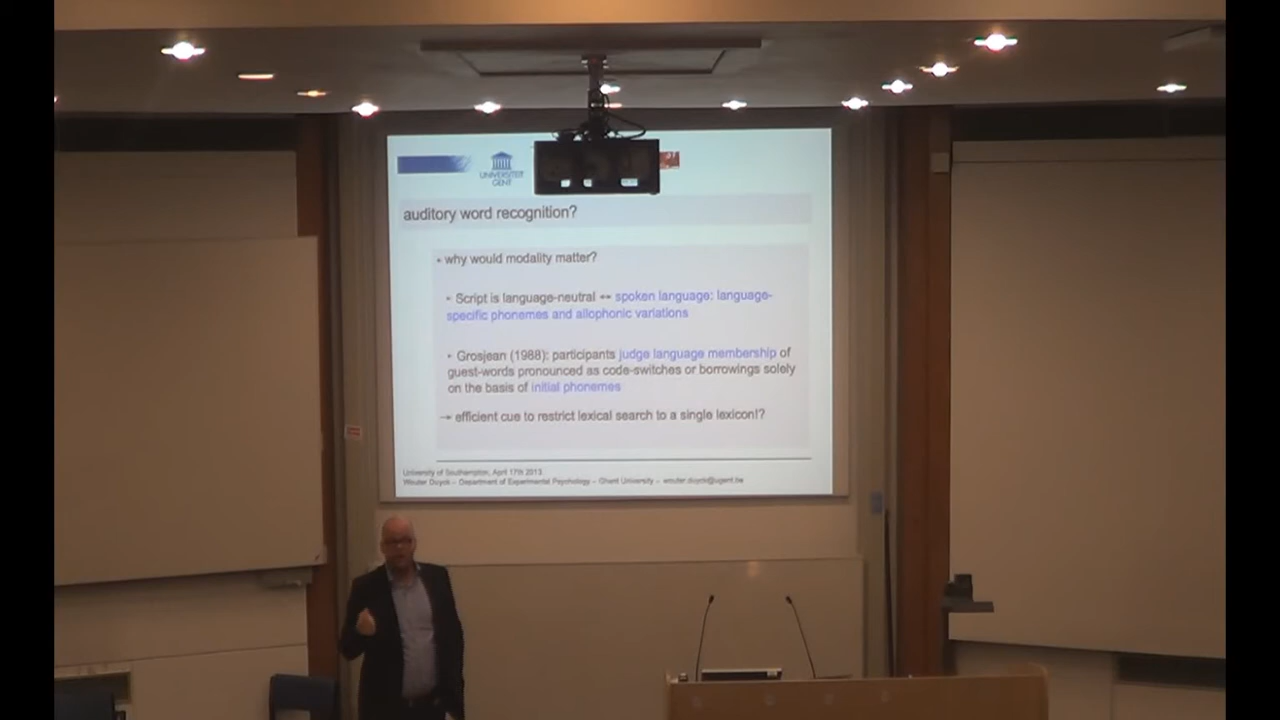 UNIVERSITEIT
GENT
auditory word recognition?
• why would modality matter?
• Script is language-neutral ↔ spoken language: language-
specific phonemes and allophonic variations
• Grosjean (1988): participants judge language membership of
guest-words pronounced as code-switches or borrowings solely
on the basis of initial phonemes
→ efficient cue to restrict lexical search to a single lexicon!?
University of Southampton, April 17th 2013
Wouter Duyck – Department of Experimental Psychology – Ghent University – wouter.duyck@ugent.be